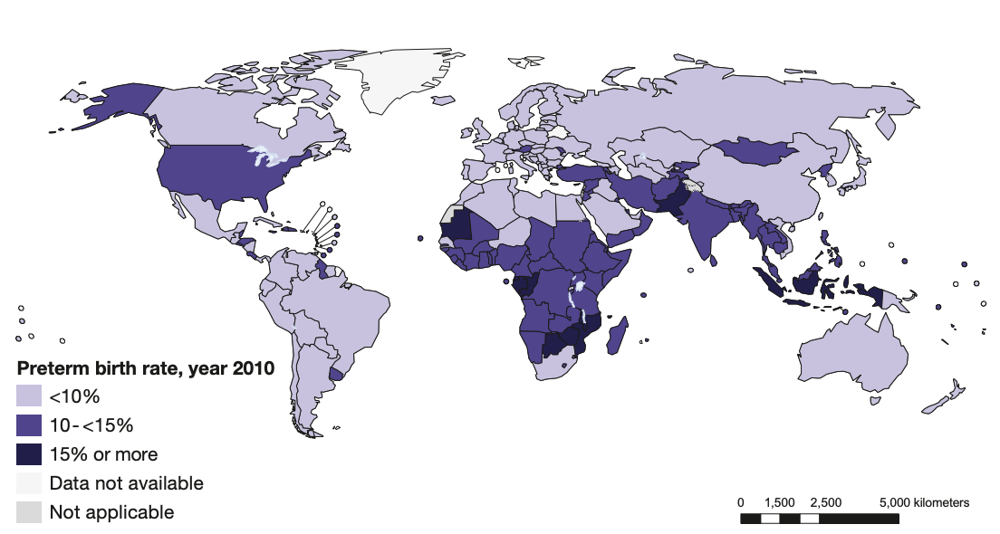 Preterm birth rate, year 2010
<10%
10-<15%
15% or more
Data not available
Not applicable
0 1,500 2,500 5,000 kilometers